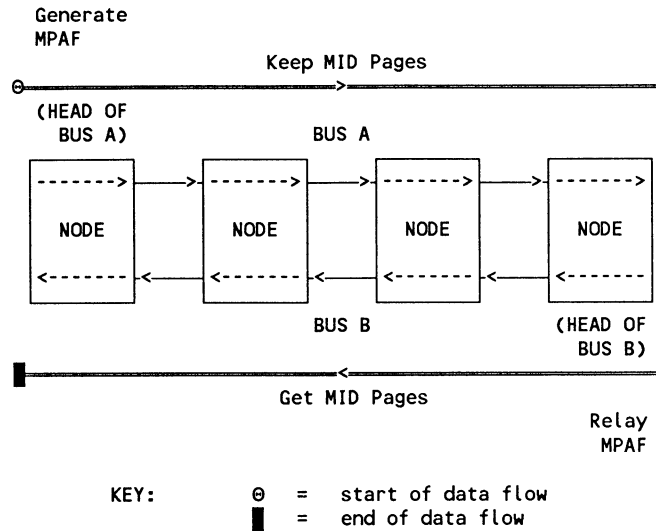 Generate
MPAF
Keep MID Pages
(HEAD OF
BUS A)
BUS A
NODE NODE NODE NODE
BUS B
(HEAD OF
BUS B)
Get MID Pages
Relay
MPAF
KEY: Θ = start of data flow
█ = end of data flow